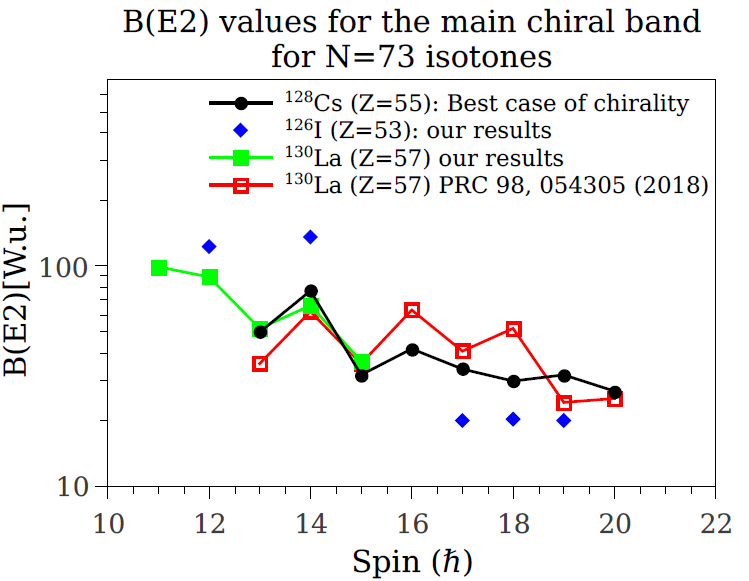 B(E2) values for the main chiral band
for N=73 isotones
¹²⁸Cs (Z=55): Best case of chirality
¹²⁶I (Z=53): our results
¹³⁰La (Z=57) our results
¹³⁰La (Z=57) PRC 98, 054305 (2018)
B(E2)[W.u.]
100
10
10 12 14 16 18 20 22
Spin (ℏ)